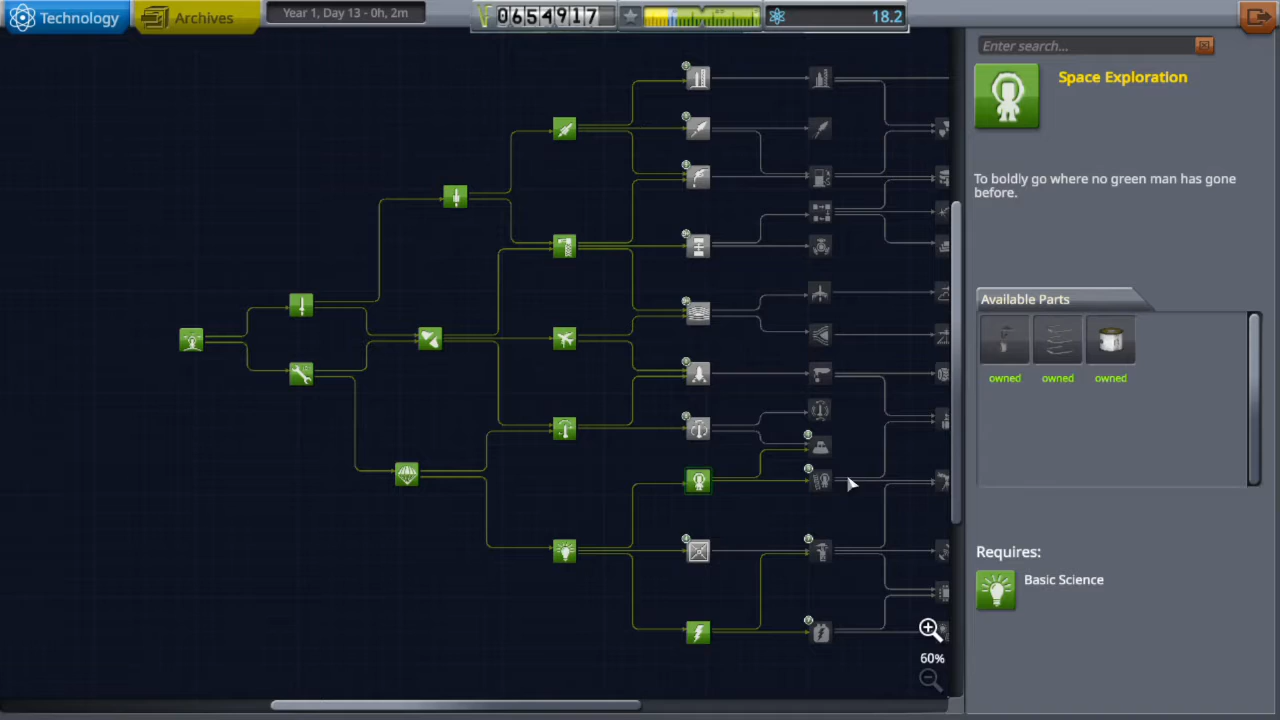 Technology
Archives
Year 1, Day 13 - 0h, 2m
0654917
18.2
Enter search...
Space Exploration
To boldly go where no green man has gone
before.
Available Parts
owned owned owned
Requires:
Basic Science
60%